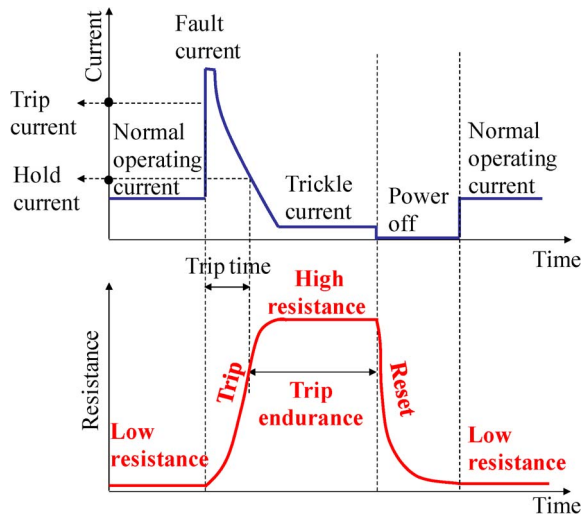 Current
Fault
current
Trip
current
Normal
operating
current
Hold
current
Trickle
current
Power
off
Normal
operating
current
Time
Trip time
Resistance
High
resistance
Trip
Reset
Trip
endurance
Low
resistance
Low
resistance
Time